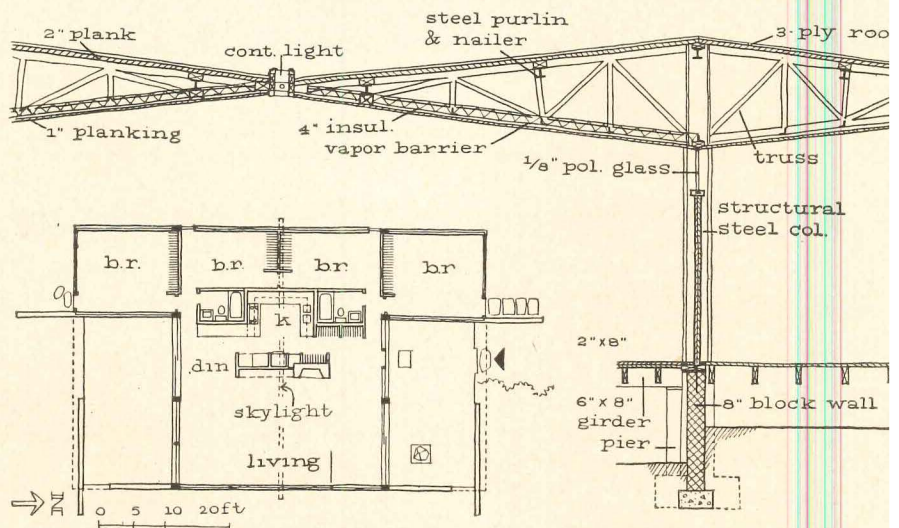 2" plank
cont. light
steel purlin
& nailer
3-ply roo
1" planking
4" insul.
vapor barrier
1/8" pol. glass
truss
structural
steel col.
b.r.
b.r.
b.r.
b.r
k
din
skylight
living
2"x8"
6"x8"
girder
pier
8" block wall
N
0 5 10 20ft